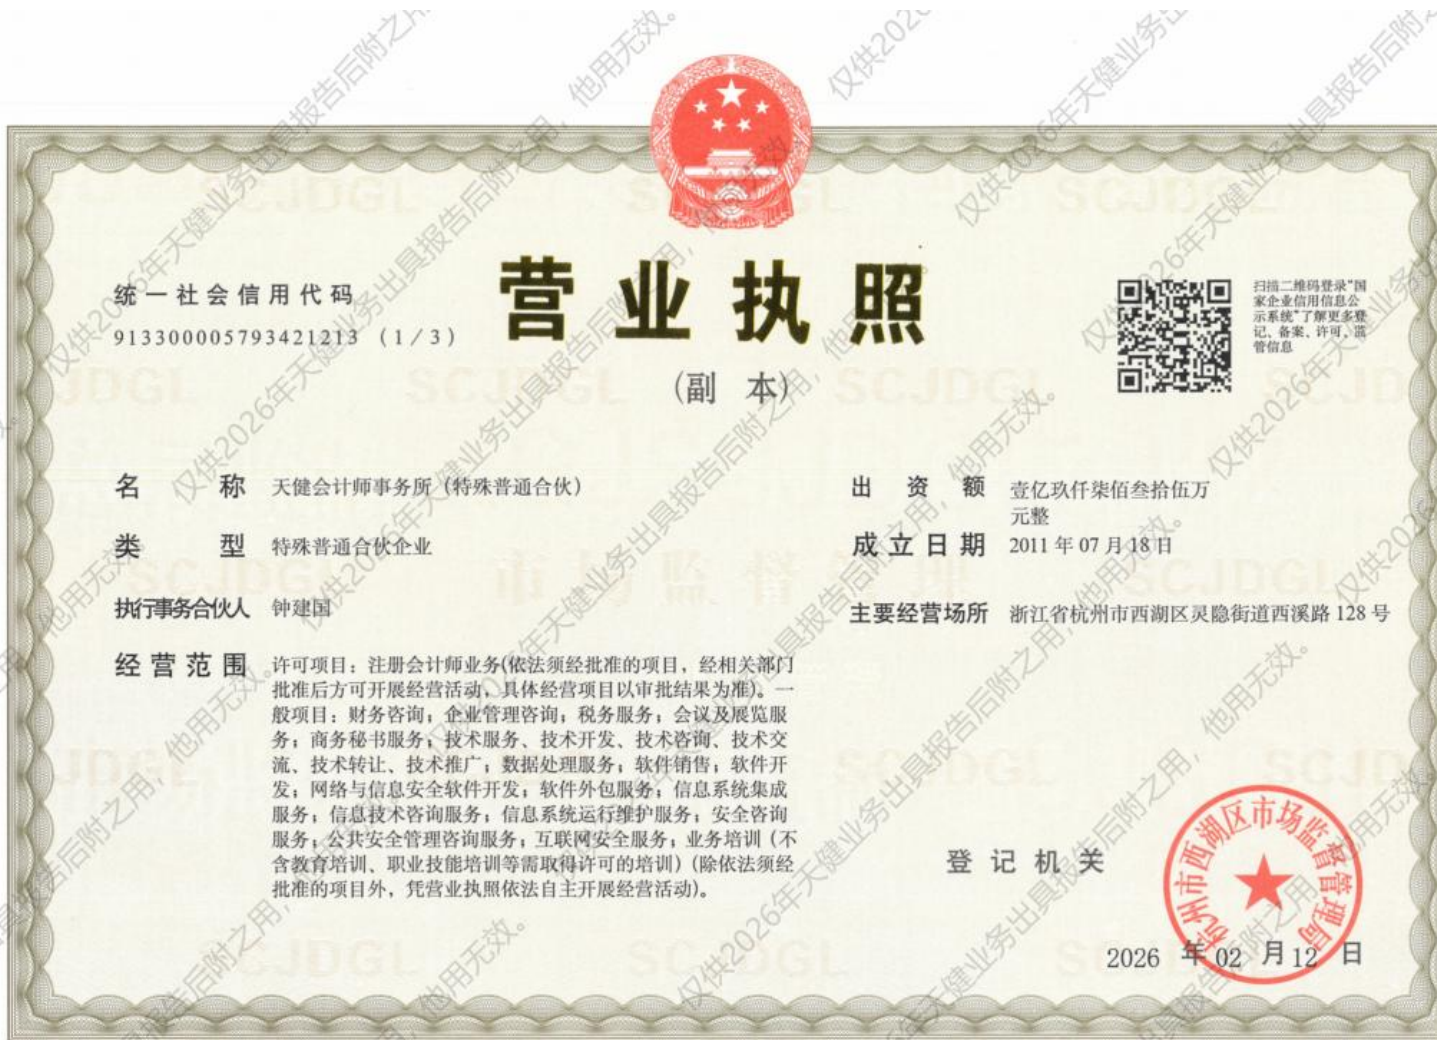 统一社会信用代码
913300005793421213 (1/3)
营业执照
(副 本)
扫描二维码登录“国
家企业信用信息公
示系统”了解更多登
记、备案、许可、监
管信息
名 称 天健会计师事务所（特殊普通合伙）
类 型 特殊普通合伙企业
执行事务合伙人 钟建国
经营范围 许可项目：注册会计师业务(依法须经批准的项目，经相关部门
批准后方可开展经营活动，具体经营项目以审批结果为准)。一
般项目：财务咨询；企业管理咨询；税务服务；会议及展览服
务；商务秘书服务；技术服务、技术开发、技术咨询、技术交
流、技术转让、技术推广；数据处理服务；软件销售；软件开
发；网络与信息安全软件开发；软件外包服务；信息系统集成
服务；信息技术咨询服务；信息系统运行维护服务；安全咨询
服务；公共安全管理咨询服务；互联网安全服务；业务培训（不
含教育培训、职业技能培训等需取得许可的培训）(除依法须经
批准的项目外，凭营业执照依法自主开展经营活动)。
出资额 壹亿玖仟柒佰叁拾伍万
元整
成立日期 2011年07月18日
主要经营场所 浙江省杭州市西湖区灵隐街道西溪路128号
登记机关
杭州市西湖区市场监督管理局
2026 年 02 月 12 日
仅供2026年天健业务出具报告后附之用，他用无效。
SCJDGL
市场监督管理